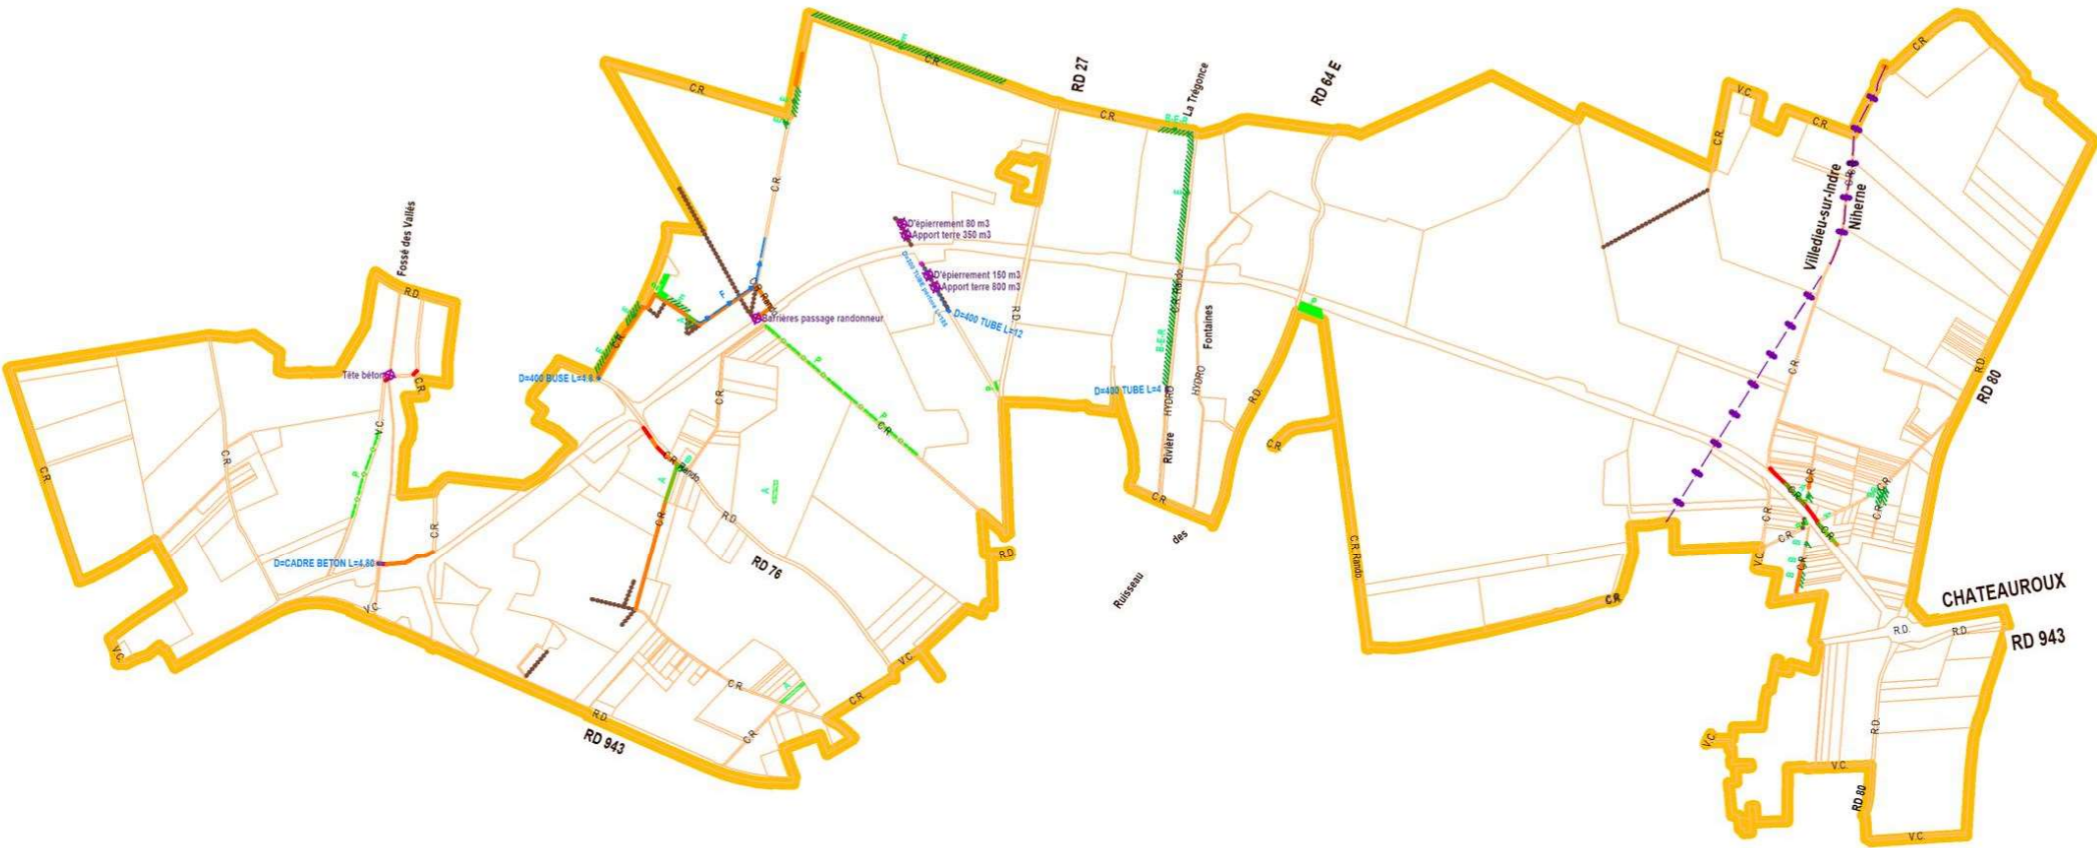 C.R.
E
C.R.
RD 27
La Trégonce
RD 64 E
C.R.
V.C.
C.R.
C.R.
C.R.
C.R.
Villedieu-sur-Indre
Niherne
C.R.
Fossé des Vallés
R.D.
D'épierrement 80 m3
Apport terre 350 m3
D'épierrement 150 m3
Apport terre 800 m3
D=400 TUBE L=12
C.R. Rando
Barrières passage randonneur
R.D.
C.R. Rando
B-E-R
Fontaines
HYDRO
HYDRO
Rivière
D=400 TUBE L=4
D=400 BUSE L=4.8
C.R.
Tête béton
C.R.
V.C.
P
C.R.
C.R.
C.R.
P
P
C.R.
C.R. Rando
A
A
C.R.
R.D.
RD 76
C.R.
D=CADRE BETON L=4.80
V.C.
V.C.
R.D.
RD 943
C.R.
A
C.R.
C.R.
V.C.
R.D.
C.R.
des
Ruisseau
R.D.
C.R.
C.R. Rando.
C.R.
C.R.
R.D.
RD 80
C.R.
C.R.
C.R.
C.R.
C.R.
C.R.
V.C.
C.R.
B
B
B
CHATEAUROUX
R.D.
R.D.
RD 943
R.D.
V.C.
V.C.
RD 80
V.C.